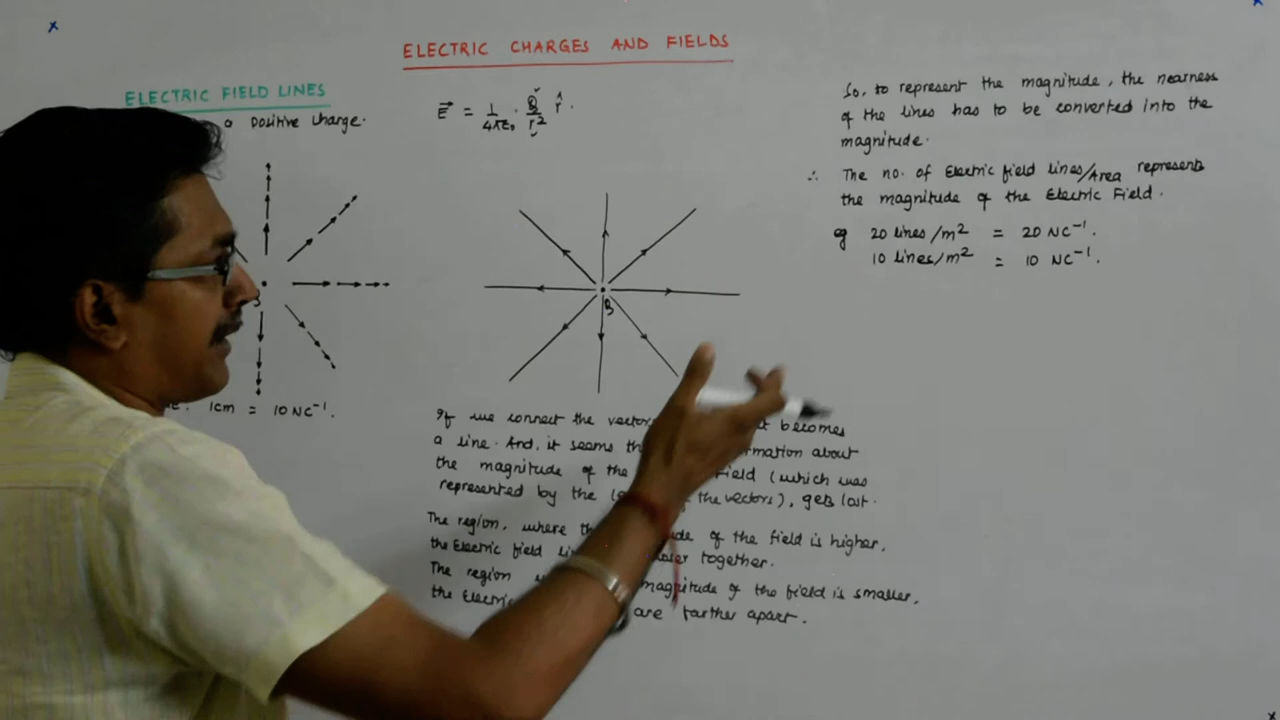 ELECTRIC CHARGES AND FIELDS
ELECTRIC FIELD LINES
a positive charge.
1cm = 10 NC⁻¹.
E⃗ = 1/4πε₀ · Q/r² r̂.
Q
If we connect the vector becomes
a line. And, it seems information about
the magnitude of the field (which was
represented by the the vectors), gets lost.
The region, where of the field is higher,
the Electric field closer together.
The region magnitude of the field is smaller,
the Electric are farther apart.
So, to represent the magnitude, the nearness
of the lines has to be converted into the
magnitude.
∴ The no. of Electric field lines/Area represents
the magnitude of the Electric Field.
eg 20 lines/m² = 20 NC⁻¹.
10 lines/m² = 10 NC⁻¹.